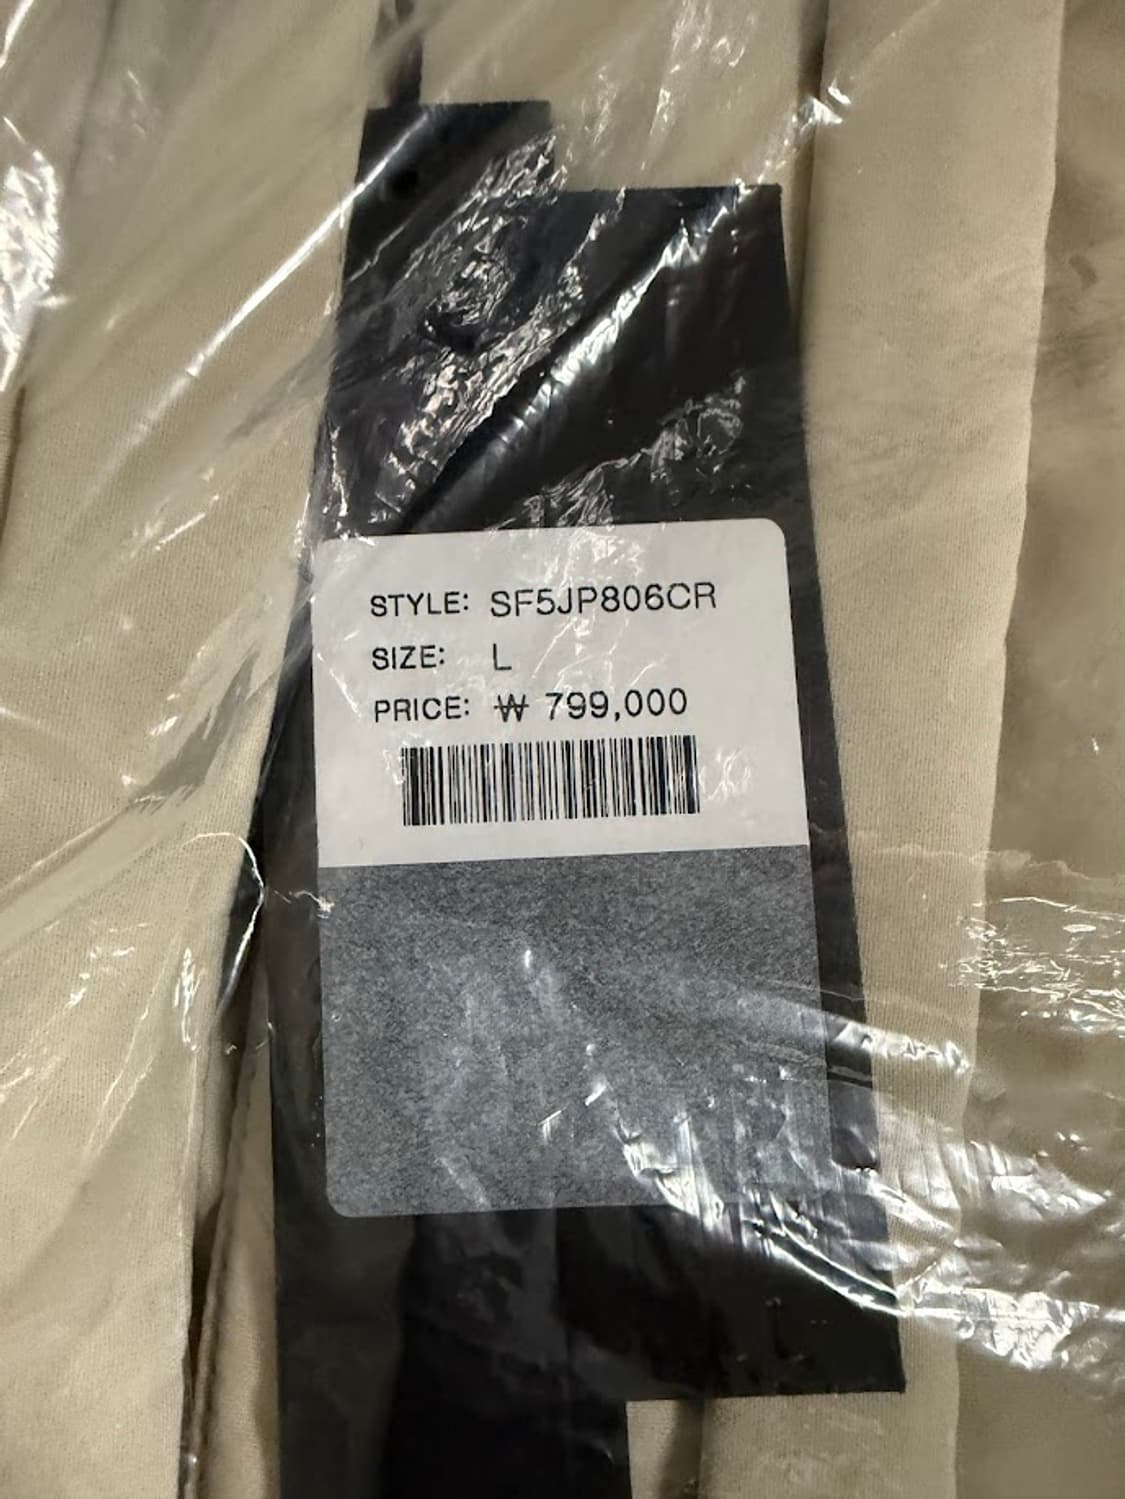 STYLE: SF5JP806CR
SIZE: L
PRICE: ₩ 799,000